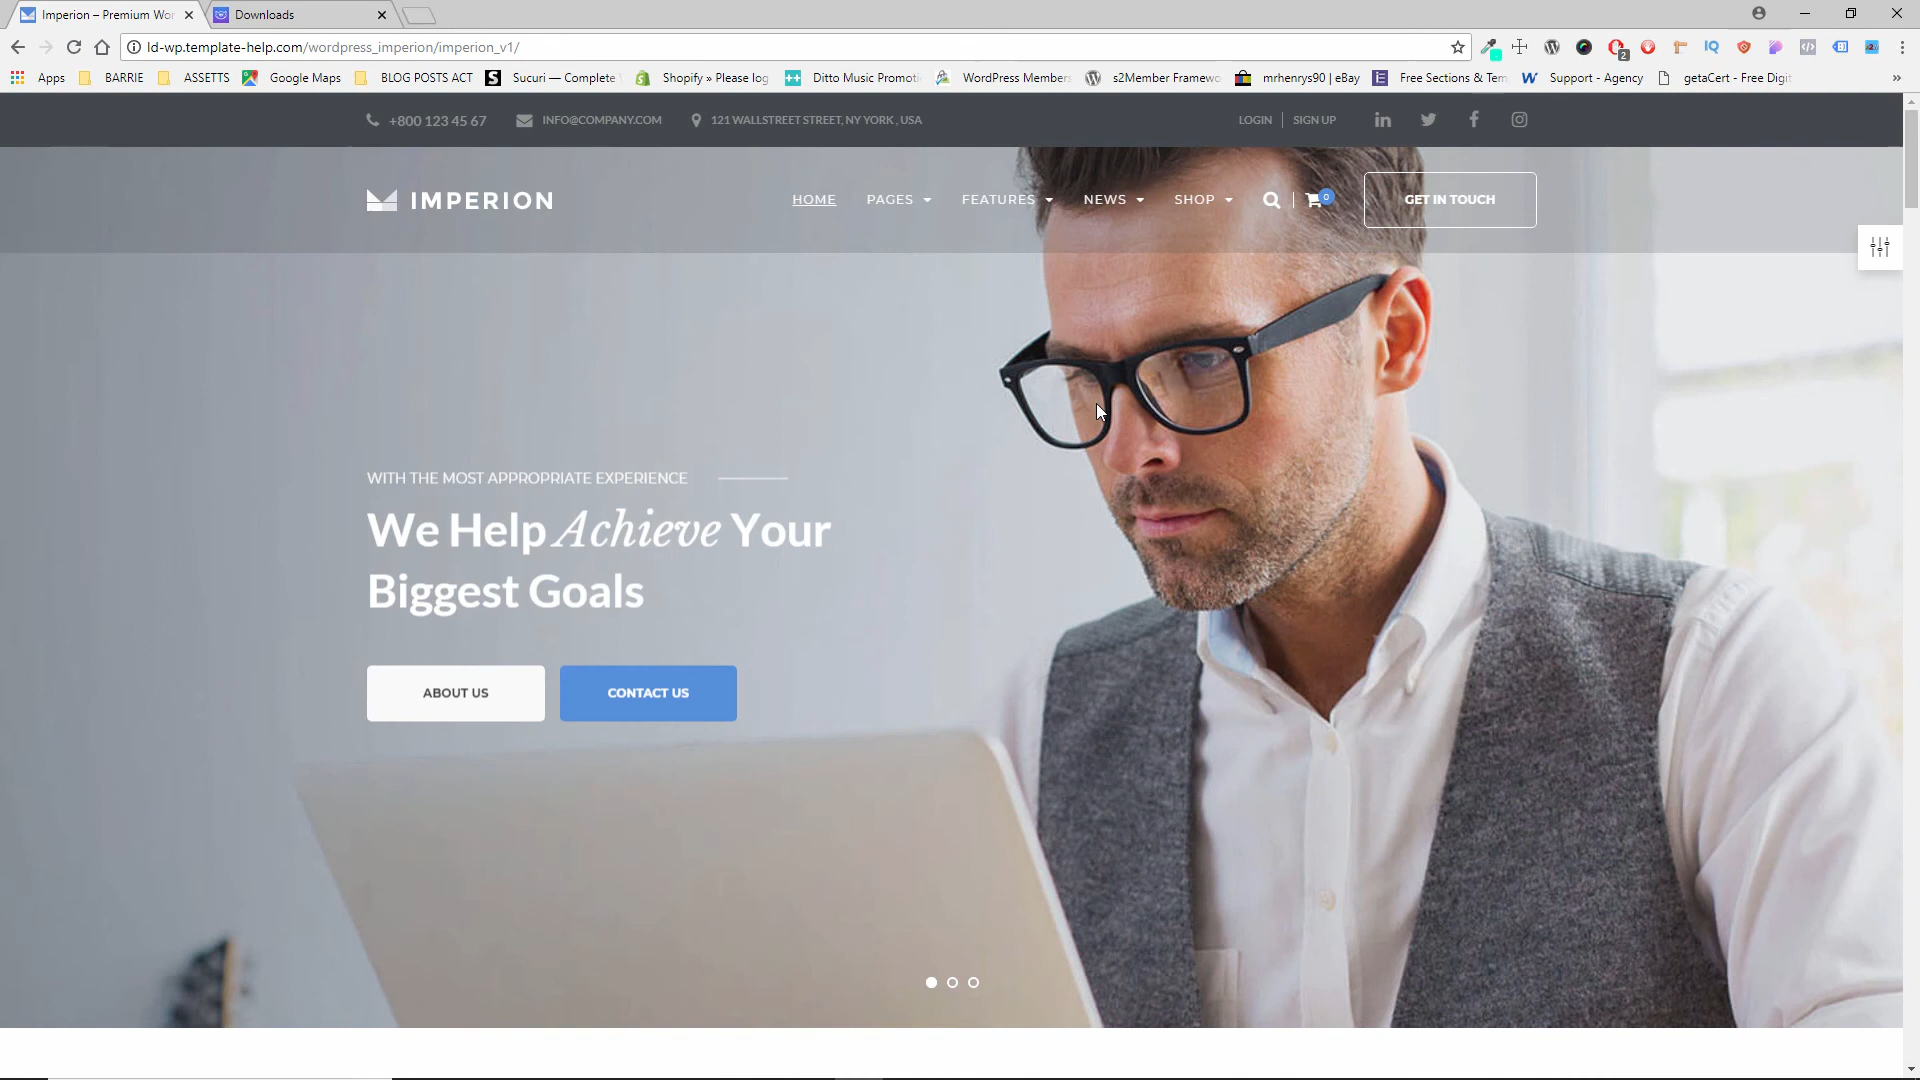 Imperion – Premium Wor
Downloads
ld-wp.template-help.com/wordpress_imperion/imperion_v1/
2
Apps BARRIE ASSETTS Google Maps BLOG POSTS ACT Sucuri — Complete Shopify » Please log Ditto Music Promoti WordPress Members s2Member Framewo mrhenrys90 | eBay Free Sections & Tem Support - Agency getaCert - Free Digit »
+800 123 45 67 INFO@COMPANY.COM 121 WALLSTREET STREET, NY YORK , USA LOGIN SIGN UP
IMPERION HOME PAGES FEATURES NEWS SHOP 0 GET IN TOUCH
WITH THE MOST APPROPRIATE EXPERIENCE
We Help Achieve Your
Biggest Goals
ABOUT US CONTACT US